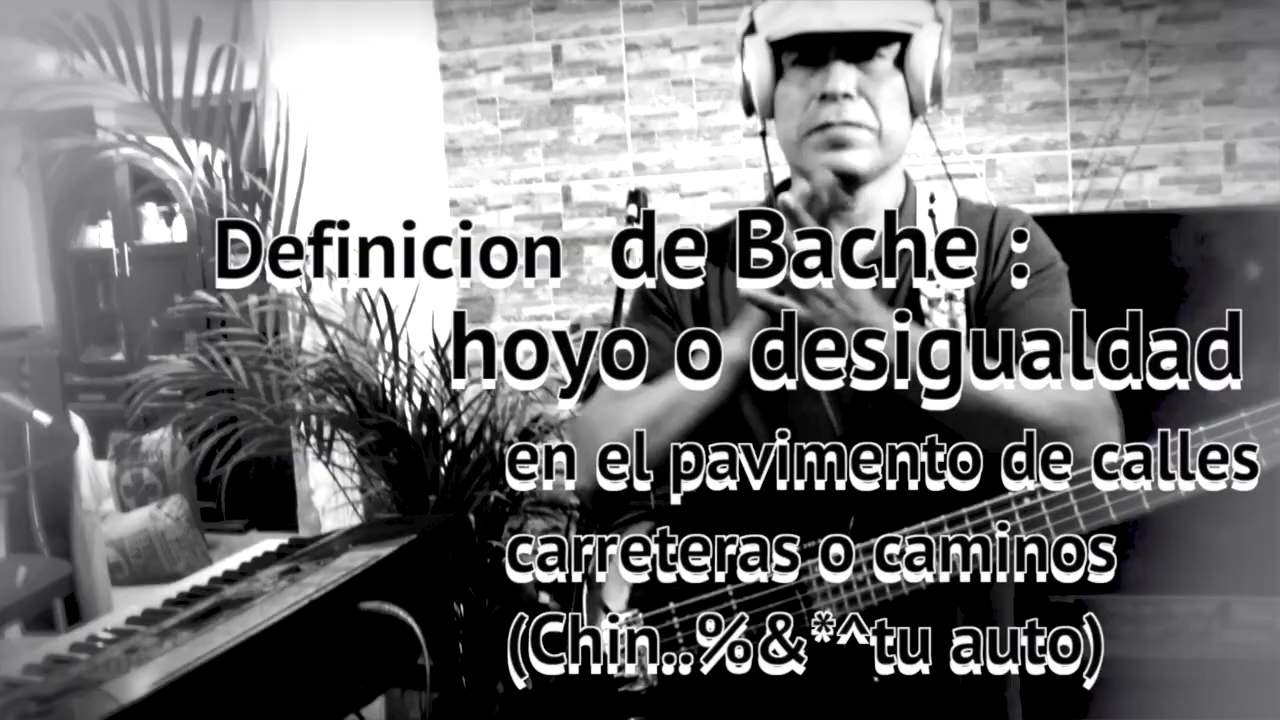 Definicion de Bache :
hoyo o desigualdad
en el pavimento de calles
carreteras o caminos
(Chin..%&*^tu auto)